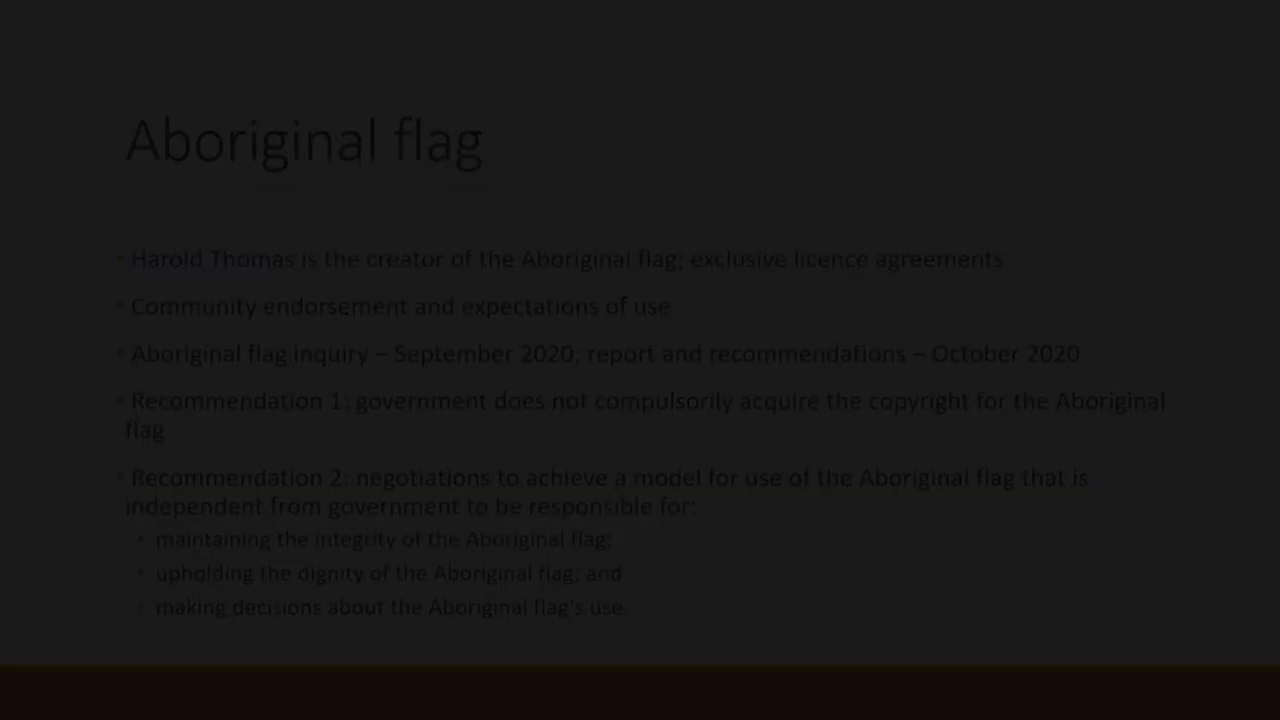 Aboriginal flag
Harold Thomas is the creator of the Aboriginal flag; exclusive licence agreements
Community endorsement and expectations of use
Aboriginal flag inquiry – September 2020; report and recommendations – October 2020
Recommendation 1: government does not compulsorily acquire the copyright for the Aboriginal
flag
Recommendation 2: negotiations to achieve a model for use of the Aboriginal flag that is
independent from government to be responsible for:
maintaining the integrity of the Aboriginal flag;
upholding the dignity of the Aboriginal flag; and
making decisions about the Aboriginal flag's use.